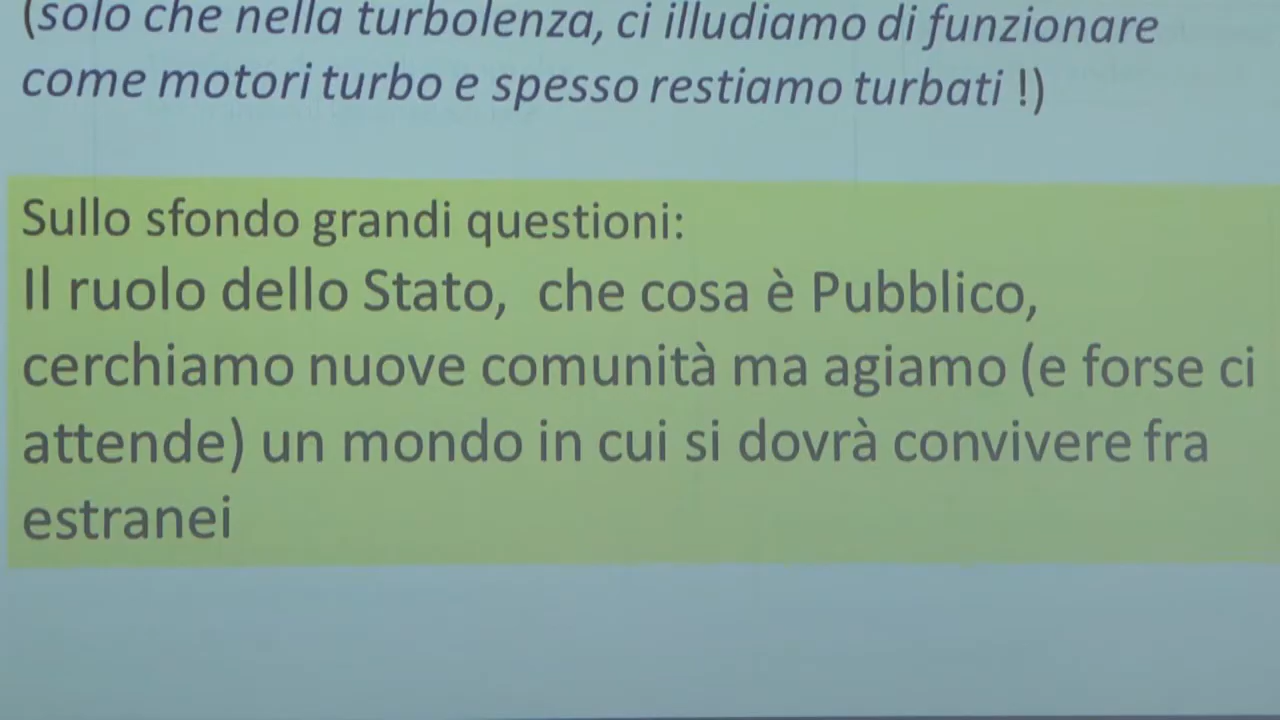 (solo che nella turbolenza, ci illudiamo di funzionare
come motori turbo e spesso restiamo turbati !)
Sullo sfondo grandi questioni:
Il ruolo dello Stato, che cosa è Pubblico,
cerchiamo nuove comunità ma agiamo (e forse ci
attende) un mondo in cui si dovrà convivere fra
estranei